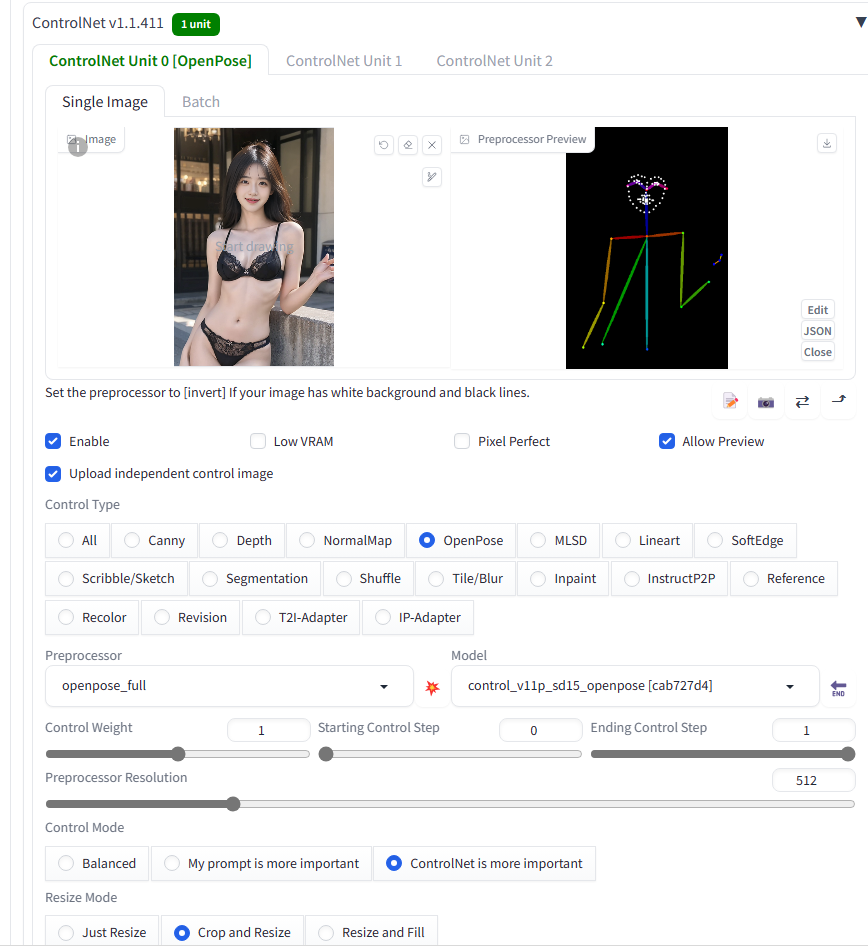 ControlNet v1.1.411 1 unit ▼
ControlNet Unit 0 [OpenPose] ControlNet Unit 1 ControlNet Unit 2
Single Image Batch
Image Preprocessor Preview
Start drawing
Edit
JSON
Close
Set the preprocessor to [invert] If your image has white background and black lines.
Enable Low VRAM Pixel Perfect Allow Preview
Upload independent control image
Control Type
All Canny Depth NormalMap OpenPose MLSD Lineart SoftEdge
Scribble/Sketch Segmentation Shuffle Tile/Blur Inpaint InstructP2P Reference
Recolor Revision T2I-Adapter IP-Adapter
Preprocessor Model
openpose_full control_v11p_sd15_openpose [cab727d4] END
Control Weight 1 Starting Control Step 0 Ending Control Step 1
Preprocessor Resolution 512
Control Mode
Balanced My prompt is more important ControlNet is more important
Resize Mode
Just Resize Crop and Resize Resize and Fill